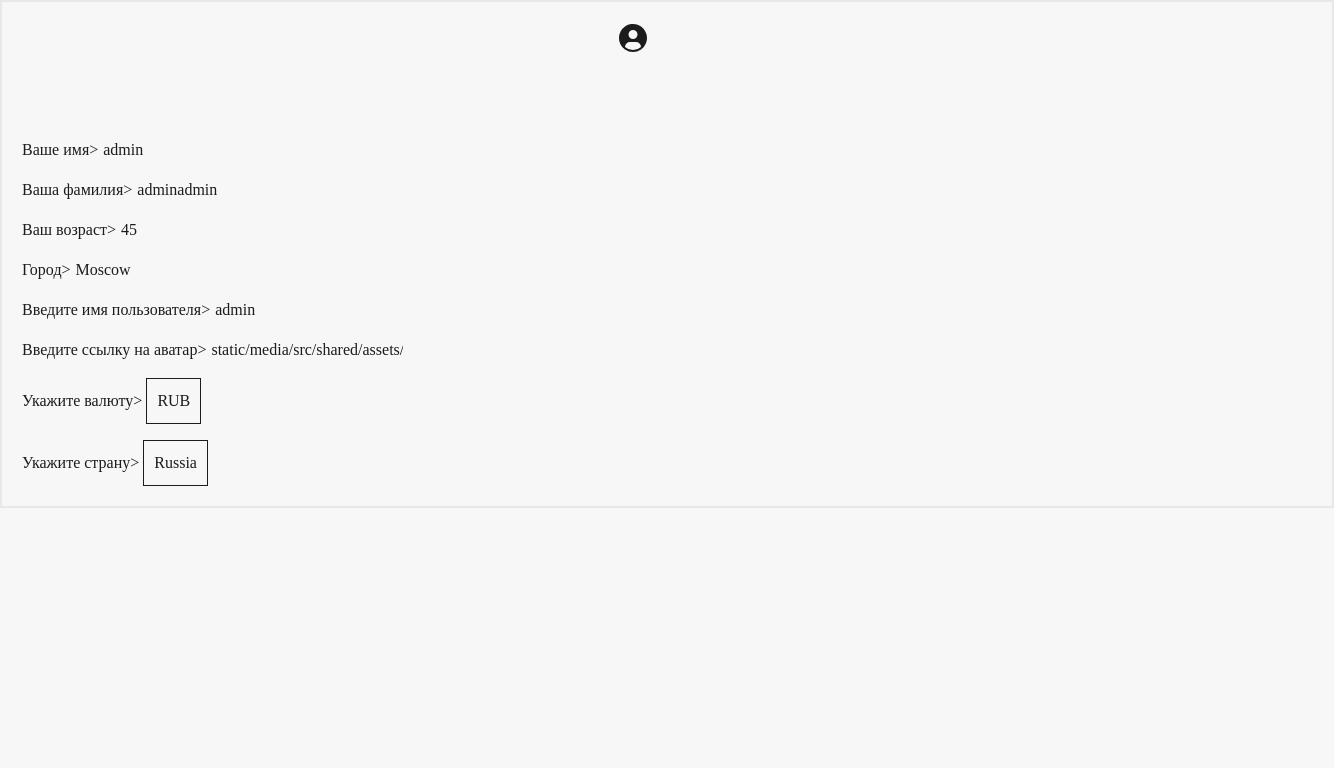 Ваше имя> admin
Ваша фамилия> adminadmin
Ваш возраст> 45
Город> Moscow
Введите имя пользователя> admin
Введите ссылку на аватар> static/media/src/shared/assets/
Укажите валюту> RUB
Укажите страну> Russia